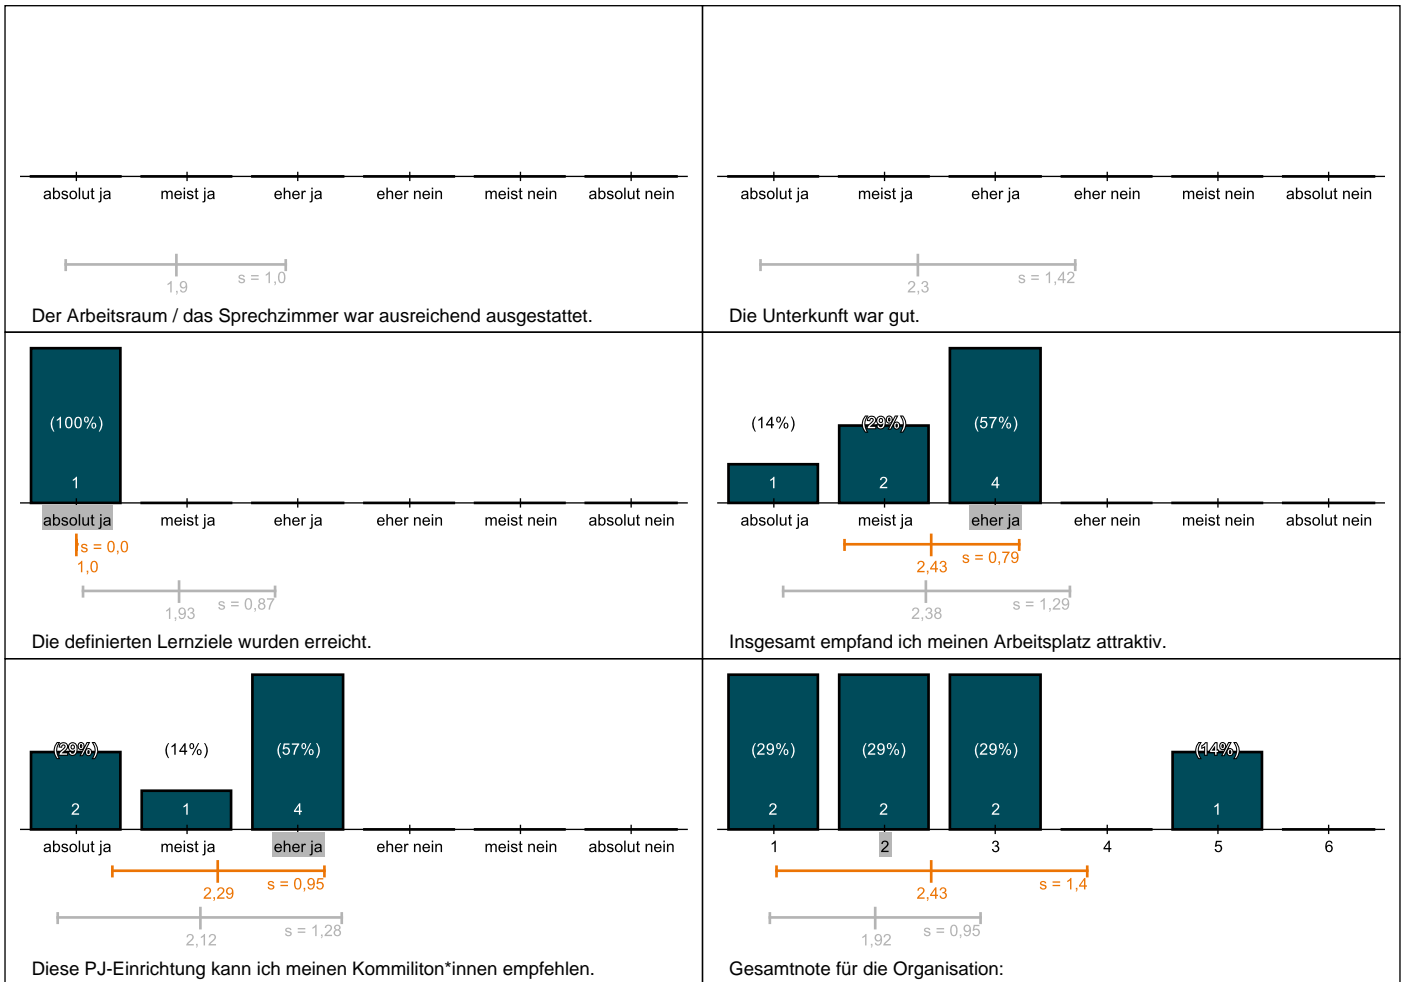 absolut ja meist ja eher ja eher nein meist nein absolut nein
s = 1,0
1,9
Der Arbeitsraum / das Sprechzimmer war ausreichend ausgestattet.
absolut ja meist ja eher ja eher nein meist nein absolut nein
s = 1,42
2,3
Die Unterkunft war gut.
(100%)
1
absolut ja meist ja eher ja eher nein meist nein absolut nein
s = 0,0
1,0
s = 0,87
1,93
Die definierten Lernziele wurden erreicht.
(14%) (29%) (57%)
1 2 4
absolut ja meist ja eher ja eher nein meist nein absolut nein
s = 0,79
2,43
s = 1,29
2,38
Insgesamt empfand ich meinen Arbeitsplatz attraktiv.
(29%) (14%) (57%)
2 1 4
absolut ja meist ja eher ja eher nein meist nein absolut nein
s = 0,95
2,29
s = 1,28
2,12
Diese PJ-Einrichtung kann ich meinen Kommiliton*innen empfehlen.
(29%) (29%) (29%) (14%)
2 2 2 1
1 2 3 4 5 6
s = 1,4
2,43
s = 0,95
1,92
Gesamtnote für die Organisation: